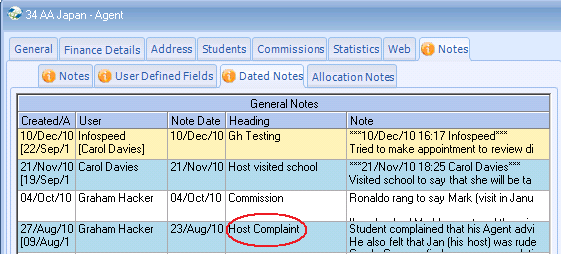 34 AA Japan - Agent
General Finance Details Address Students Commissions Statistics Web Notes
Notes User Defined Fields Dated Notes Allocation Notes
General Notes
Created/A User Note Date Heading Note
10/Dec/10 Infospeed 10/Dec/10 Gh Testing ***10/Dec/10 16:17 Infospeed***
[22/Sep/1 [Carol Davies] Tried to make appointment to review di
21/Nov/10 Carol Davies 21/Nov/10 Host visited school ***21/Nov/10 18:25 Carol Davies***
[19/Sep/1 Visited school to say that she will be ta
04/Oct/10 Graham Hacker 04/Oct/10 Commission Ronaldo rang to say Mark (visit in Janu
27/Aug/10 Graham Hacker 23/Aug/10 Host Complaint Student complained that his Agent advi
[09/Aug/1 He also felt that Jan (his host) was rude